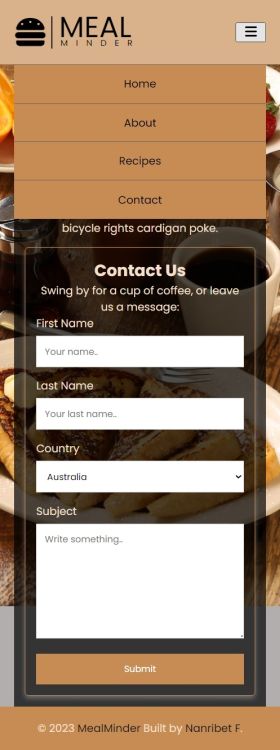 MEAL
MINDER
Home
About
Recipes
Contact
bicycle rights cardigan poke.
Contact Us
Swing by for a cup of coffee, or leave
us a message:
First Name
Your name..
Last Name
Your last name..
Country
Australia
Subject
Write something..
Submit
© 2023 MealMinder Built by Nanribet F.